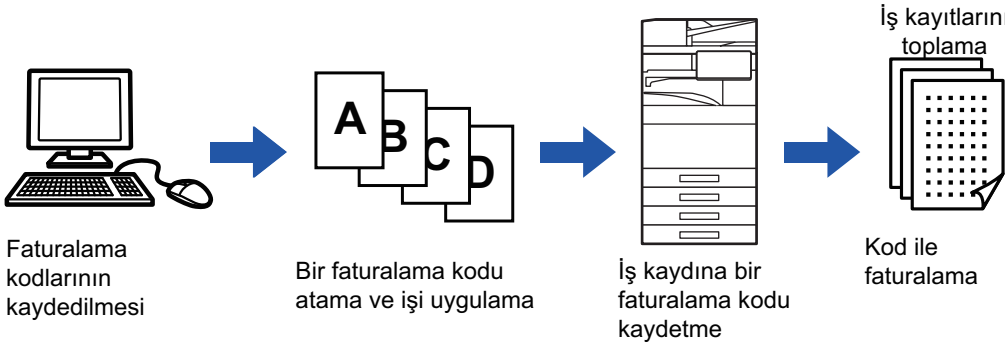 İş kayıtlarını
toplama
A
B
C
D
Faturalama
kodlarının
kaydedilmesi
Bir faturalama kodu
atama ve işi uygulama
İş kaydına bir
faturalama kodu
kaydetme
Kod ile
faturalama